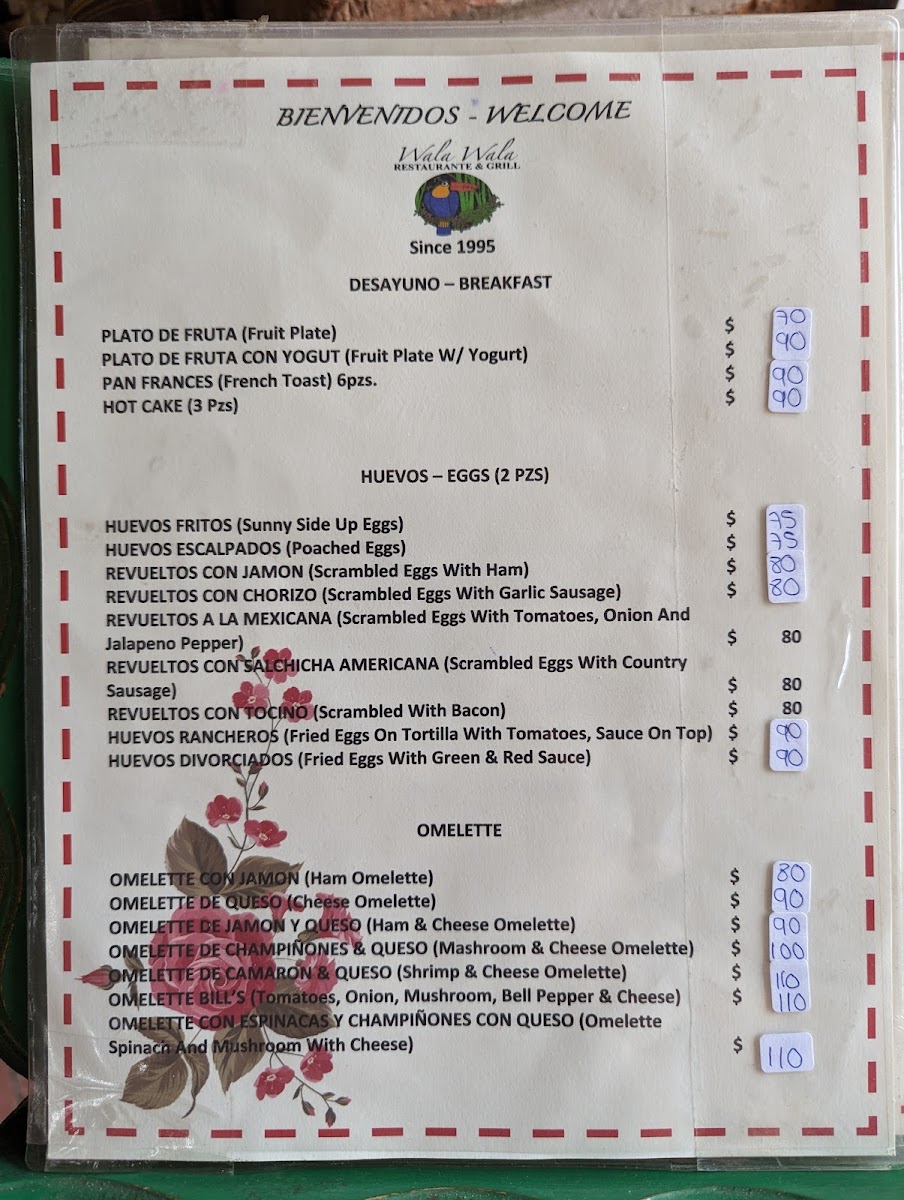 BIENVENIDOS - WELCOME
Wala Wala
RESTAURANTE & GRILL
Since 1995
DESAYUNO – BREAKFAST
PLATO DE FRUTA (Fruit Plate) $ 70
PLATO DE FRUTA CON YOGUT (Fruit Plate W/ Yogurt) $ 90
PAN FRANCES (French Toast) 6pzs. $ 90
HOT CAKE (3 Pzs) $ 90
HUEVOS – EGGS (2 PZS)
HUEVOS FRITOS (Sunny Side Up Eggs) $ 75
HUEVOS ESCALPADOS (Poached Eggs) $ 75
REVUELTOS CON JAMON (Scrambled Eggs With Ham) $ 80
REVUELTOS CON CHORIZO (Scrambled Eggs With Garlic Sausage) $ 80
REVUELTOS A LA MEXICANA (Scrambled Eggs With Tomatoes, Onion And
Jalapeno Pepper) $ 80
REVUELTOS CON SALCHICHA AMERICANA (Scrambled Eggs With Country
Sausage) $ 80
REVUELTOS CON TOCINO (Scrambled With Bacon) $ 80
HUEVOS RANCHEROS (Fried Eggs On Tortilla With Tomatoes, Sauce On Top) $ 90
HUEVOS DIVORCIADOS (Fried Eggs With Green & Red Sauce) $ 90
OMELETTE
OMELETTE CON JAMON (Ham Omelette) $ 80
OMELETTE DE QUESO (Cheese Omelette) $ 90
OMELETTE DE JAMON Y QUESO (Ham & Cheese Omelette) $ 90
OMELETTE DE CHAMPIÑONES & QUESO (Mashroom & Cheese Omelette) $ 100
OMELETTE DE CAMARON & QUESO (Shrimp & Cheese Omelette) $ 110
OMELETTE BILL'S (Tomatoes, Onion, Mushroom, Bell Pepper & Cheese) $ 110
OMELETTE CON ESPINACAS Y CHAMPIÑONES CON QUESO (Omelette
Spinach And Mushroom With Cheese) $ 110